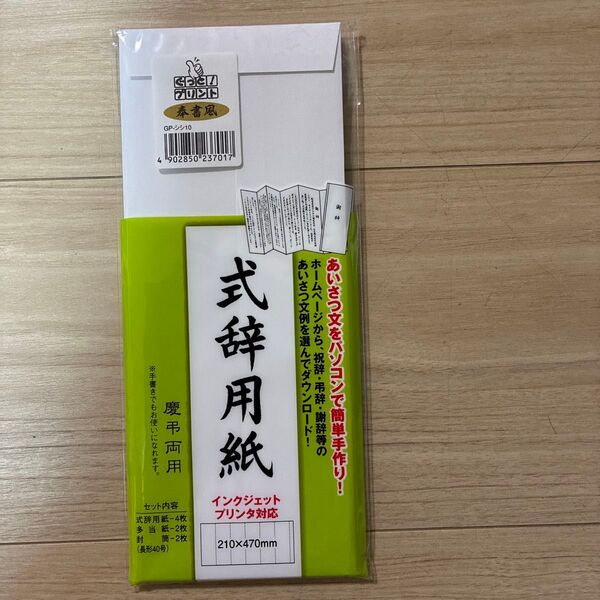 ぐっと!
プリント
奉書風
GP-シシ10
4 902850 237017
謝辞
あいさつ文をパソコンで簡単手作り!
ホームページから、祝辞・弔辞・謝辞等の
あいさつ文例を選んでダウンロード!
式辞用紙
慶弔両用
※手書きでもお使いになれます。
インクジェット
プリンタ対応
210×470mm
セット内容
式辞用紙-4枚
多当紙-2枚
封筒-2枚
(長形40号)